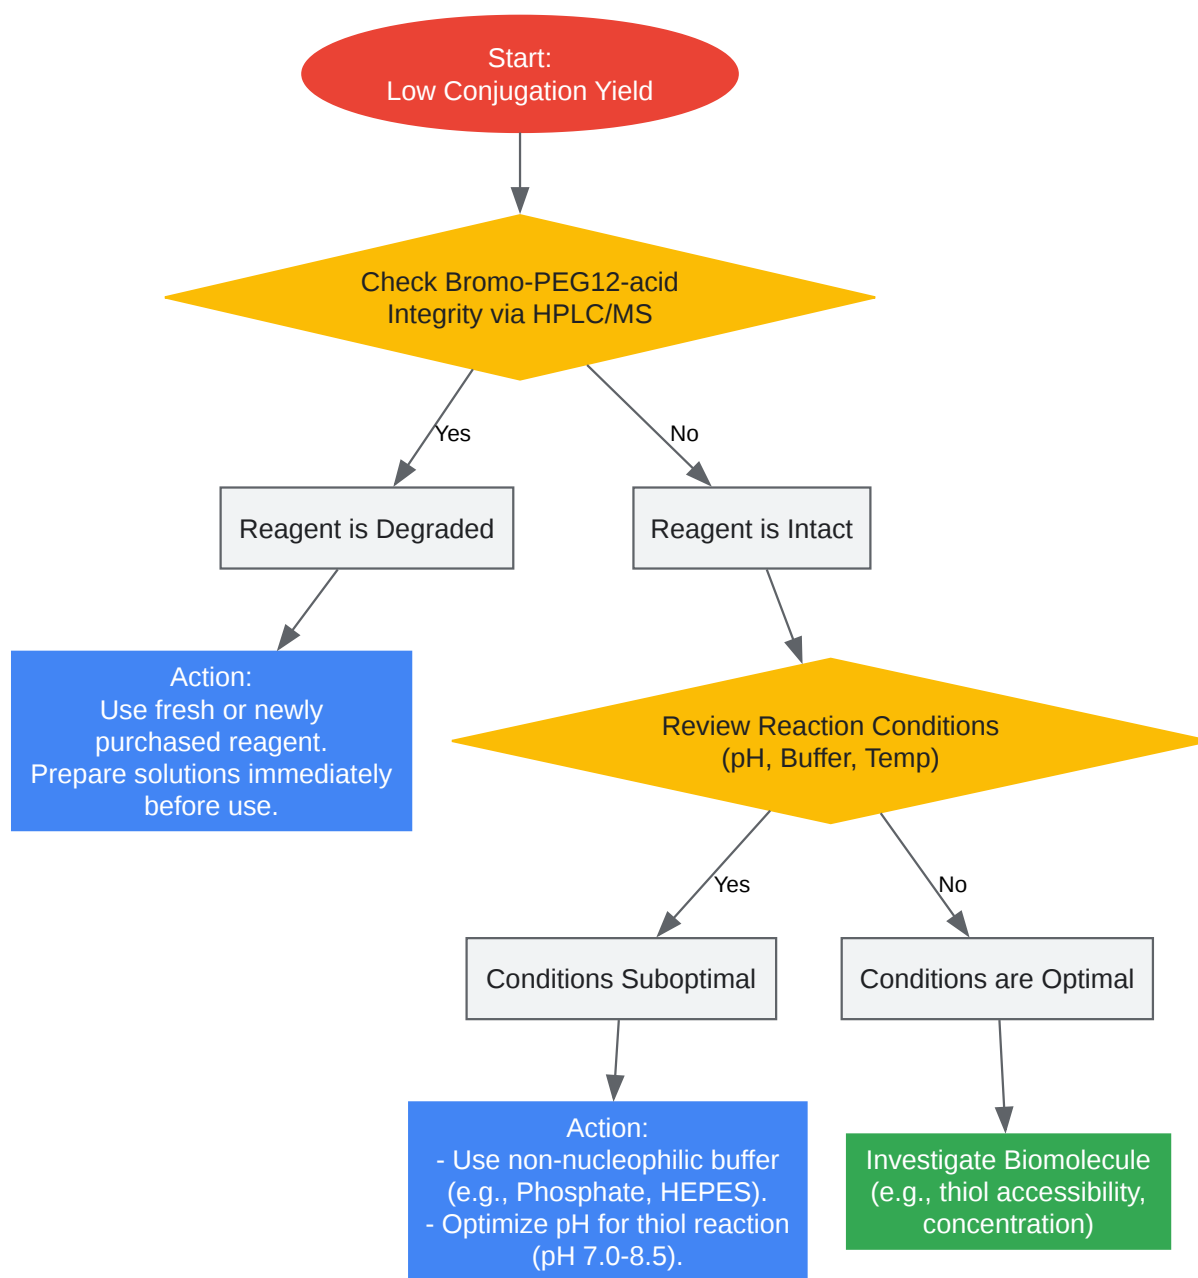 Start:
Low Conjugation Yield
Check Bromo-PEG12-acid
Integrity via HPLC/MS
Yes
No
Reagent is Degraded
Reagent is Intact
Action:
Use fresh or newly
purchased reagent.
Prepare solutions immediately
before use.
Review Reaction Conditions
(pH, Buffer, Temp)
Yes
No
Conditions Suboptimal
Conditions are Optimal
Action:
- Use non-nucleophilic buffer
(e.g., Phosphate, HEPES).
- Optimize pH for thiol reaction
(pH 7.0-8.5).
Investigate Biomolecule
(e.g., thiol accessibility,
concentration)